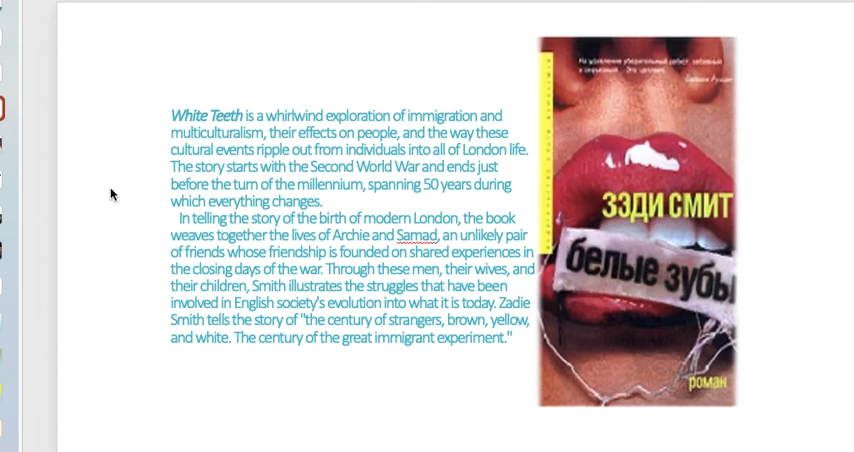 White Teeth is a whirlwind exploration of immigration and
multiculturalism, their effects on people, and the way these
cultural events ripple out from individuals into all of London life.
The story starts with the Second World War and ends just
before the turn of the millennium, spanning 50 years during
which everything changes.
In telling the story of the birth of modern London, the book
weaves together the lives of Archie and Samad, an unlikely pair
of friends whose friendship is founded on shared experiences in
the closing days of the war. Through these men, their wives, and
their children, Smith illustrates the struggles that have been
involved in English society's evolution into what it is today. Zadie
Smith tells the story of "the century of strangers, brown, yellow,
and white. The century of the great immigrant experiment."
На удивление убедительный дебют, забавный
и серьезный
зэди смит
белые зубы
роман